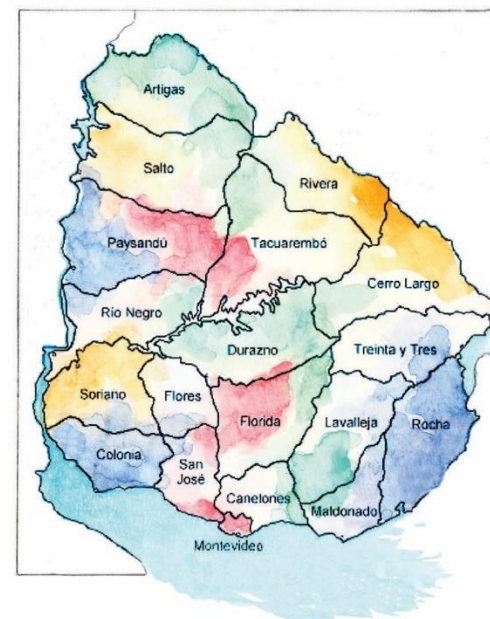 Artigas
Salto
Rivera
Paysandú
Tacuarembó
Cerro Largo
Río Negro
Durazno
Treinta y Tres
Soriano
Flores
Florida
Lavalleja
Rocha
Colonia
San
José
Canelones
Maldonado
Montevideo